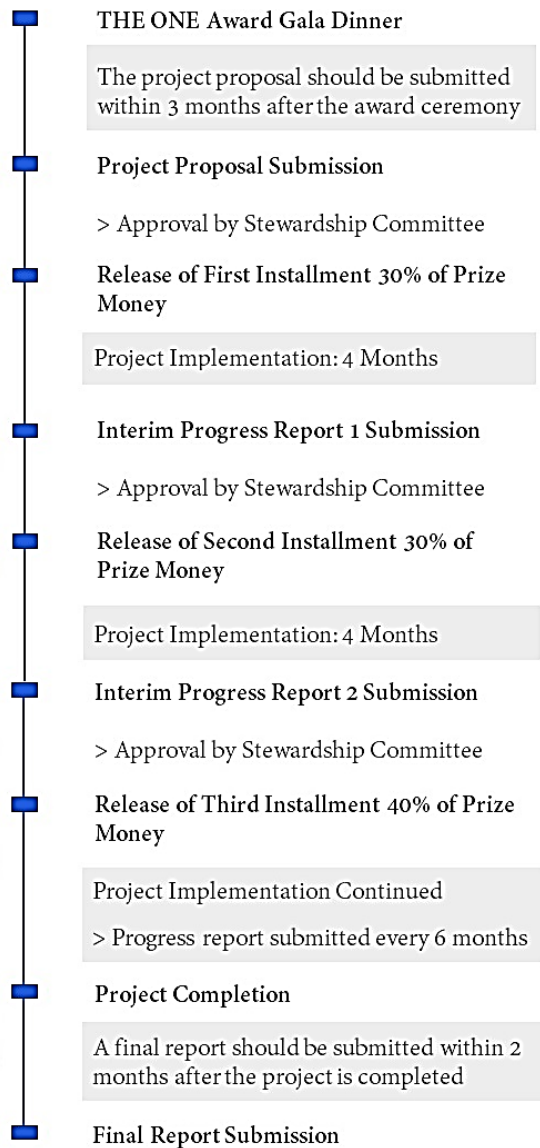 THE ONE Award Gala Dinner
The project proposal should be submitted
within 3 months after the award ceremony
Project Proposal Submission
> Approval by Stewardship Committee
Release of First Installment 30% of Prize
Money
Project Implementation: 4 Months
Interim Progress Report 1 Submission
> Approval by Stewardship Committee
Release of Second Installment 30% of
Prize Money
Project Implementation: 4 Months
Interim Progress Report 2 Submission
> Approval by Stewardship Committee
Release of Third Installment 40% of Prize
Money
Project Implementation Continued
> Progress report submitted every 6 months
Project Completion
A final report should be submitted within 2
months after the project is completed
Final Report Submission